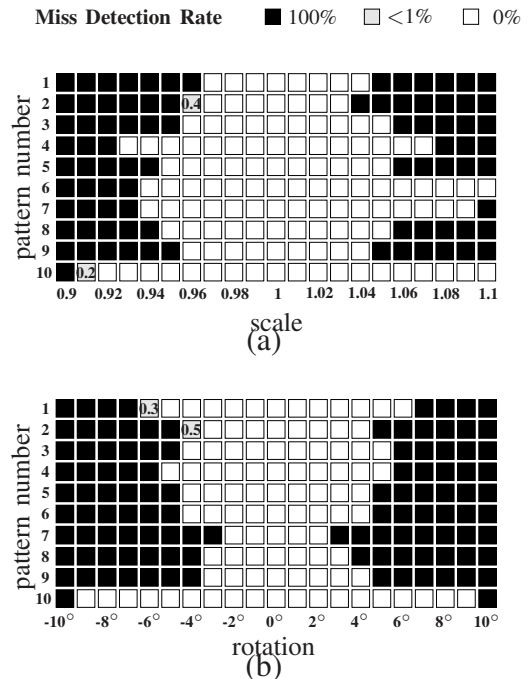 Miss Detection Rate 100% <1% 0%
pattern number
1
2 0.4
3
4
5
6
7
8
9
10 0.2
0.9 0.92 0.94 0.96 0.98 1 1.02 1.04 1.06 1.08 1.1
scale
(a)
pattern number
1 0.3
2 0.5
3
4
5
6
7
8
9
10
-10° -8° -6° -4° -2° 0° 2° 4° 6° 8° 10°
rotation
(b)